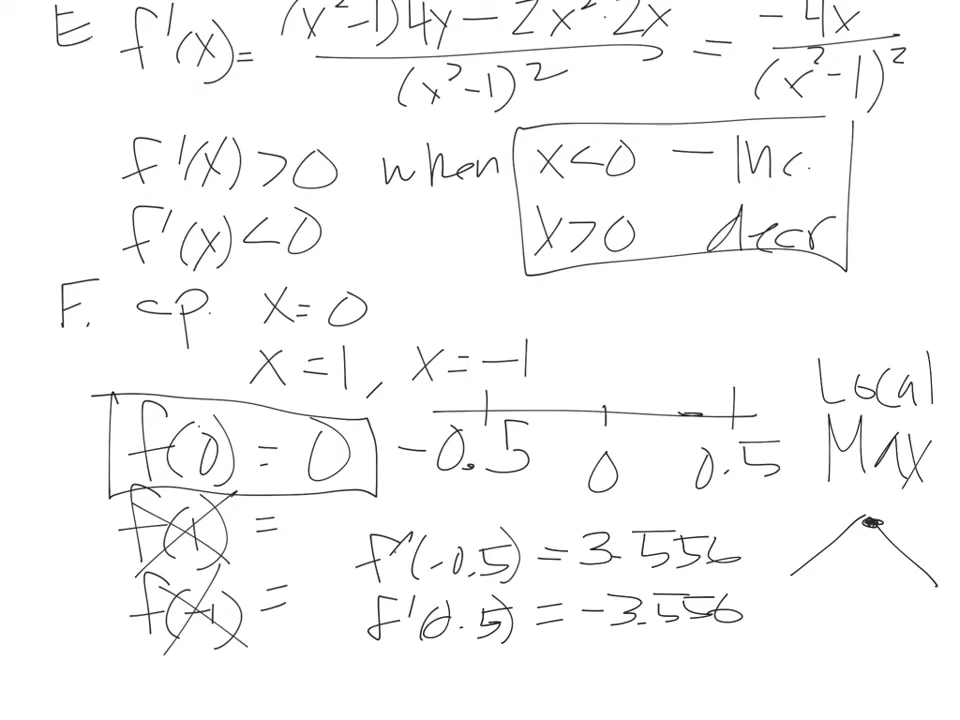 E f'(x) = (x²-1)4y - 2x²·2x / (x²-1)² = -4x / (x²-1)²
f'(x) > 0 when x<0 - Inc.
f'(x) < 0 x>0 decr
F. cp. x=0
x=1, x=-1
Local Max
f(0) = 0
-0.5 0 0.5
f(1) =
f'(-0.5) = 3.556
f(-1) =
f'(0.5) = -3.556